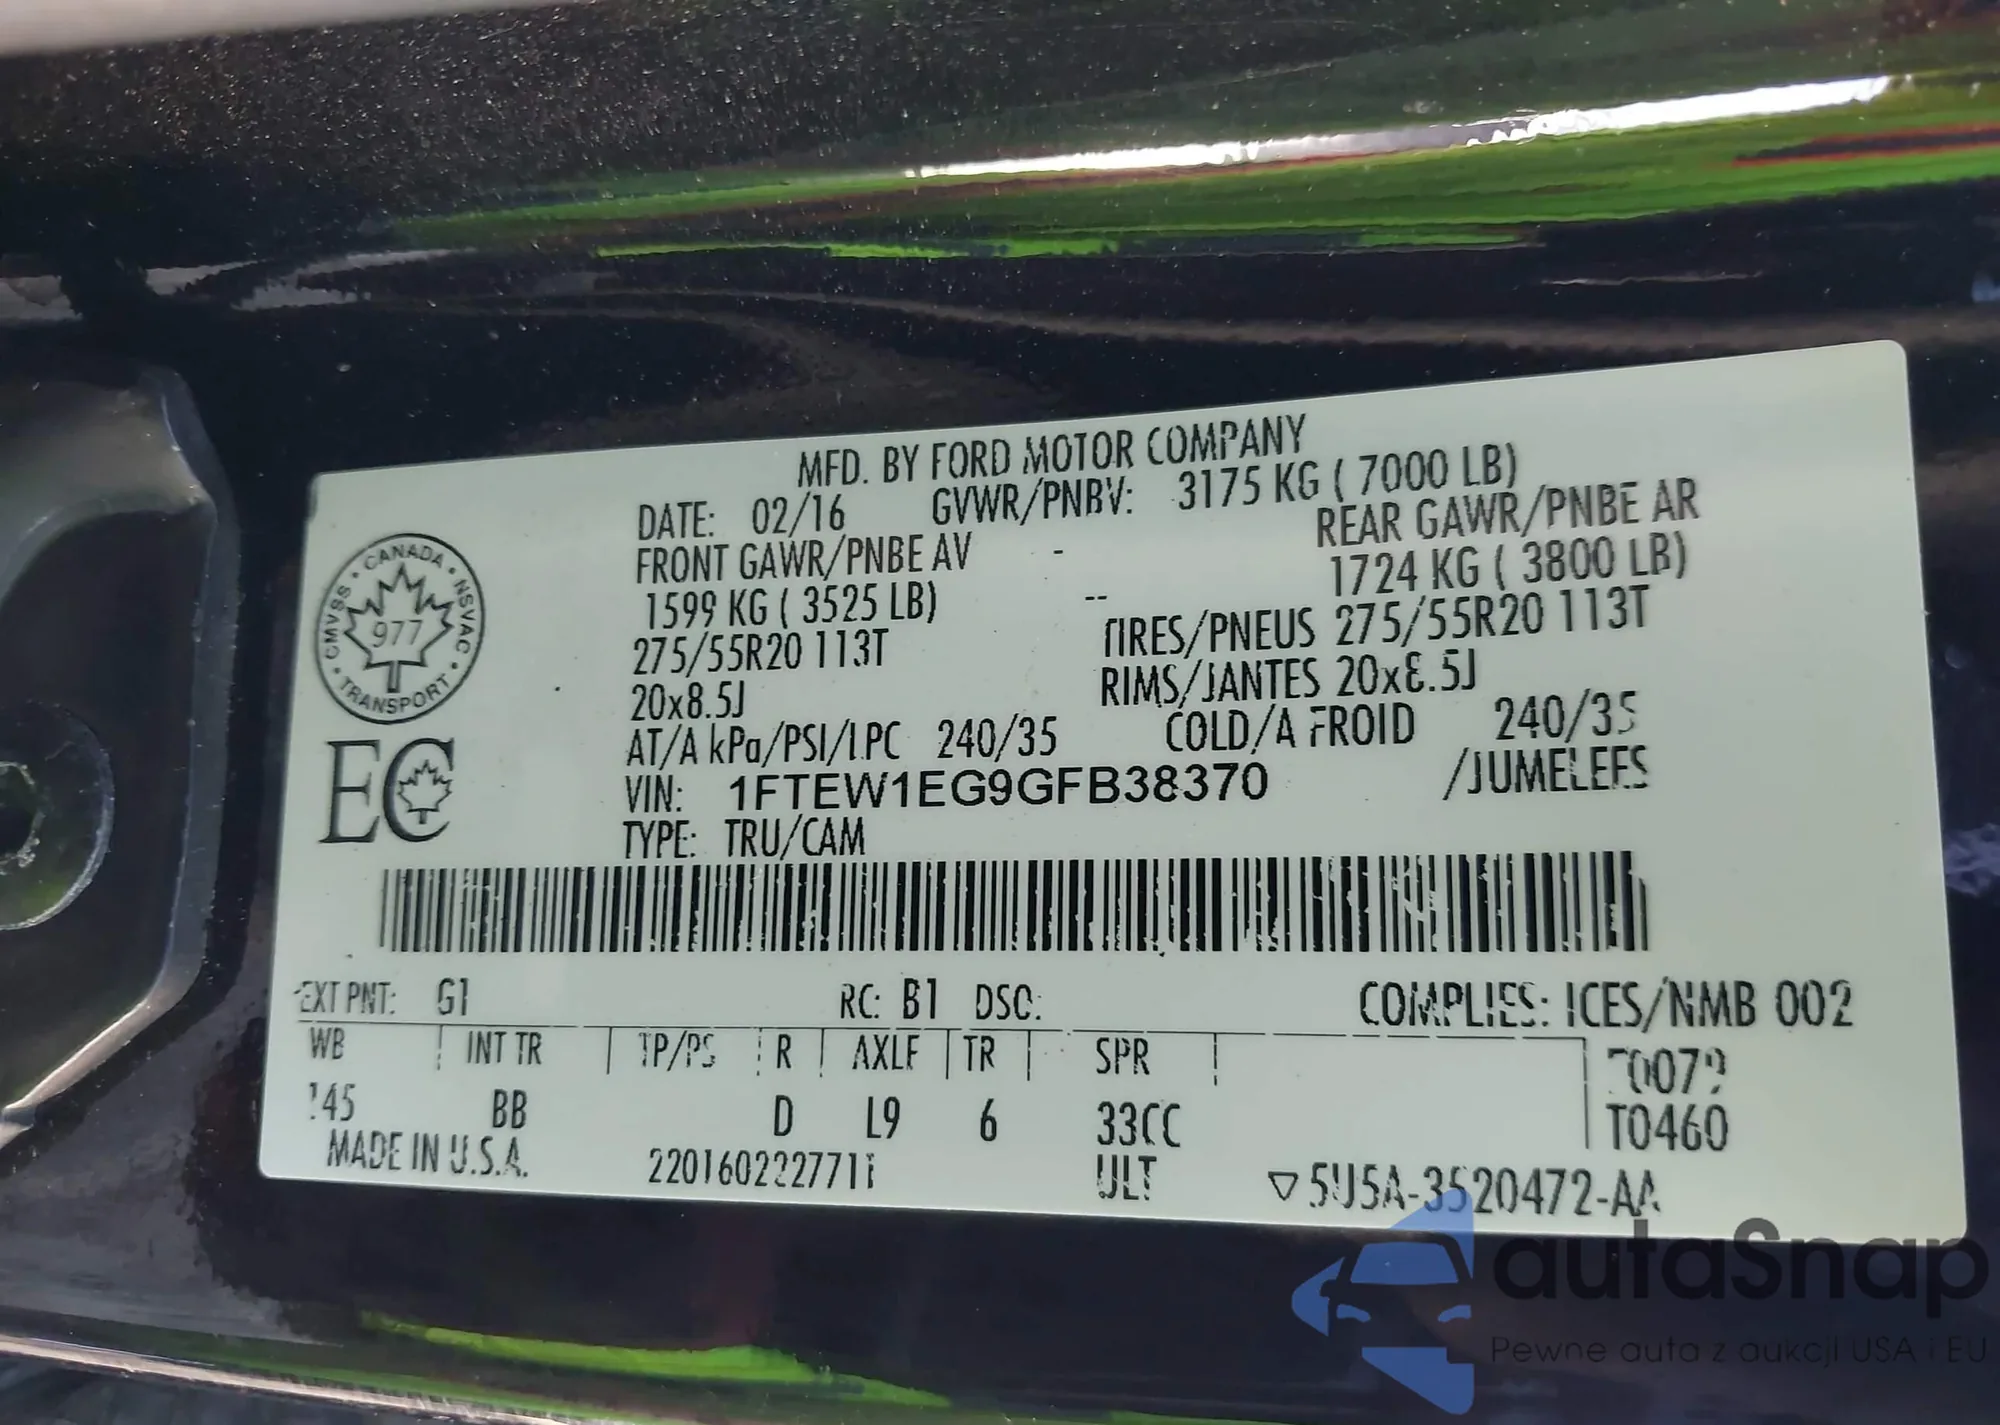 MFD. BY FORD MOTOR COMPANY
DATE: 02/16 GVWR/PNBV: 3175 KG ( 7000 LB)
FRONT GAWR/PNBE AV - REAR GAWR/PNBE AR
1599 KG ( 3525 LB) -- 1724 KG ( 3800 LB)
275/55R20 113T TIRES/PNEUS 275/55R20 113T
20x8.5J RIMS/JANTES 20x8.5J
AT/A kPa/PSI/LPC 240/35 COLD/A FROID 240/35
VIN: 1FTEW1EG9GFB38370 /JUMELEES
TYPE: TRU/CAM
CMVSS • CANADA • NSVAC • TRANSPORT •
977
EC
EXT PNT: G1 RC: B1 DSO: COMPLIES: ICES/NMB 002
WB INT TR TP/PS R AXLE TR SPR
145 BB D L9 6 33CC T0460
MADE IN U.S.A. 220160222771 ULT ▽5U5A-3520472-AA
autaSnap
Pewne auta z aukcji USA i EU